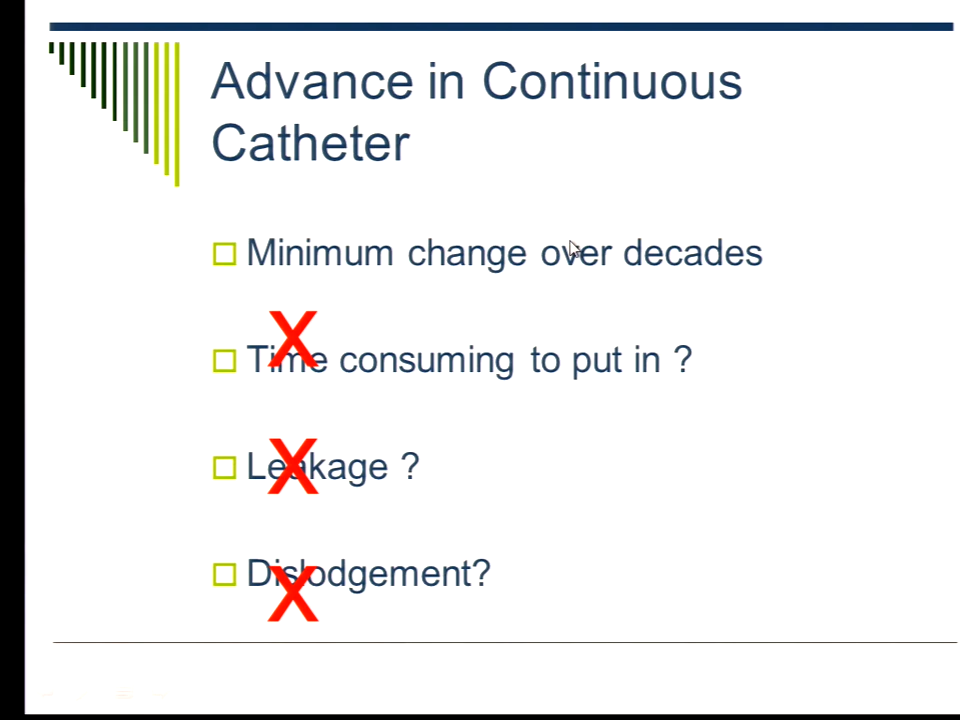 Advance in Continuous
Catheter
Minimum change over decades
Time consuming to put in ?
X
Leakage ?
X
Dislodgement?
X